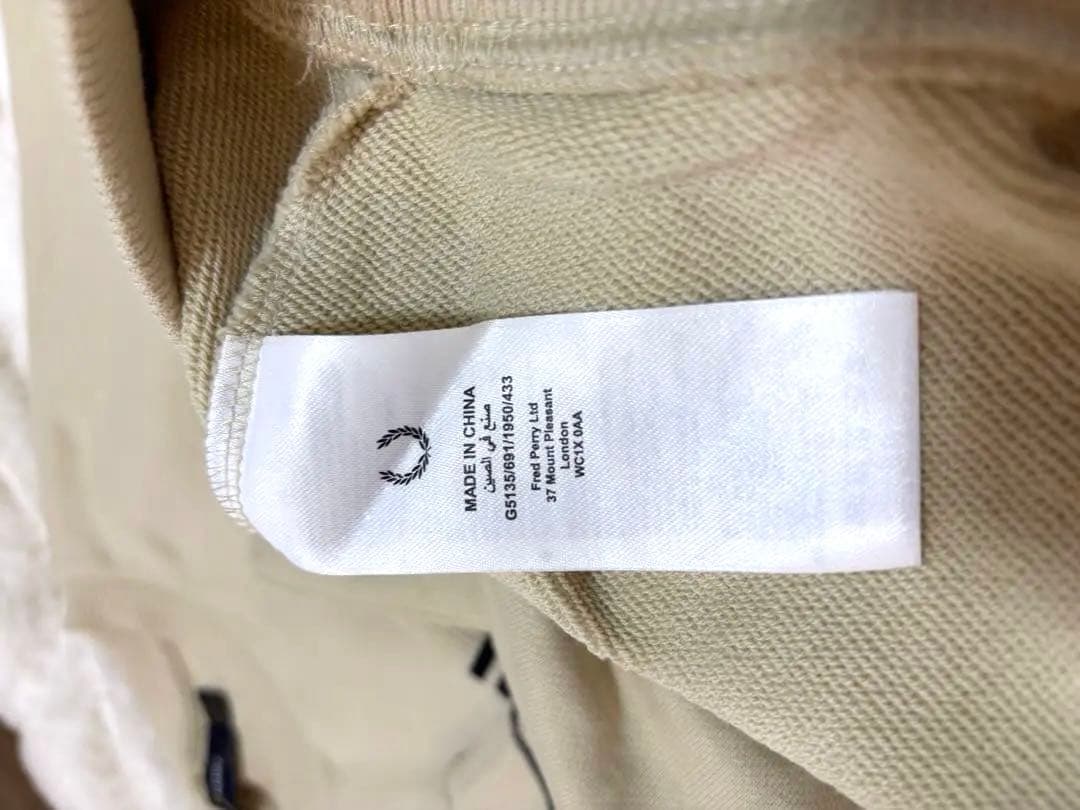 MADE IN CHINA
صنع في الصين
G5135/691/1950/433
Fred Perry Ltd
37 Mount Pleasant
London
WC1X 0AA